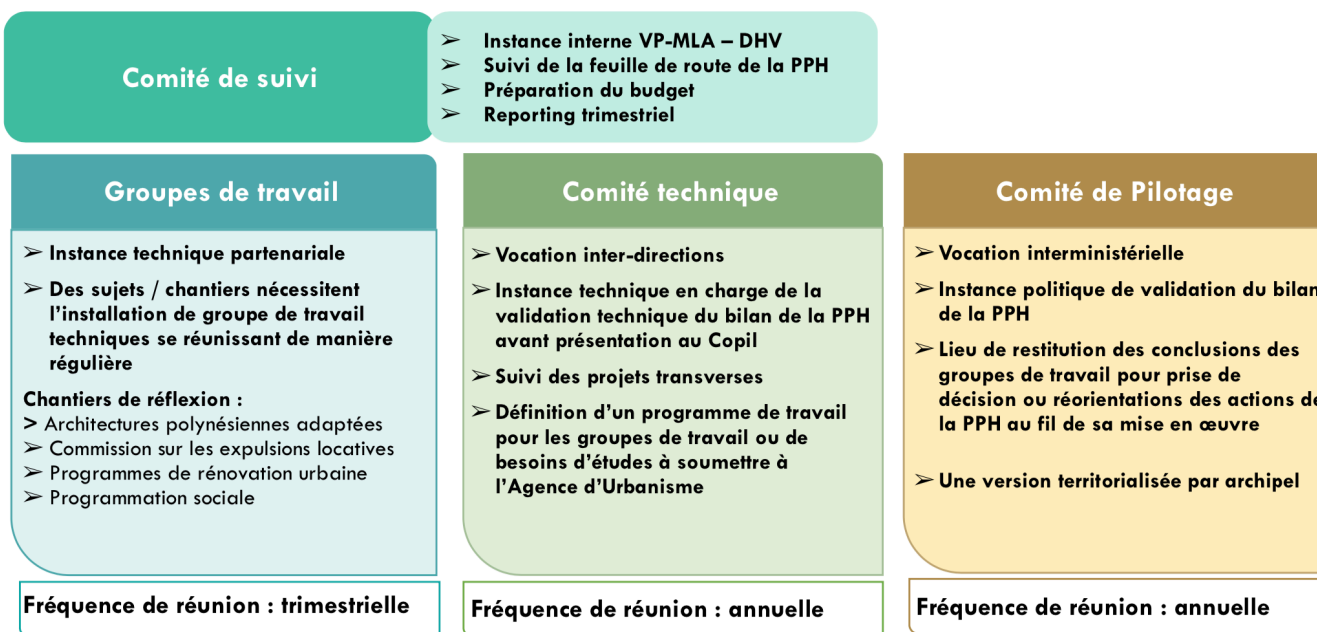 Comité de suivi
➢ Instance interne VP-MLA – DHV
➢ Suivi de la feuille de route de la PPH
➢ Préparation du budget
➢ Reporting trimestriel
Groupes de travail
➢ Instance technique partenariale
➢ Des sujets / chantiers nécessitent
l’installation de groupe de travail
techniques se réunissant de manière
régulière
Chantiers de réflexion :
> Architectures polynésiennes adaptées
➢ Commission sur les expulsions locatives
➢ Programmes de rénovation urbaine
➢ Programmation sociale
Fréquence de réunion : trimestrielle
Comité technique
➢ Vocation inter-directions
➢ Instance technique en charge de la
validation technique du bilan de la PPH
avant présentation au Copil
➢ Suivi des projets transverses
➢ Définition d’un programme de travail
pour les groupes de travail ou de
besoins d’études à soumettre à
l’Agence d’Urbanisme
Fréquence de réunion : annuelle
Comité de Pilotage
➢ Vocation interministérielle
➢ Instance politique de validation du bilan
de la PPH
➢ Lieu de restitution des conclusions des
groupes de travail pour prise de
décision ou réorientations des actions de
la PPH au fil de sa mise en œuvre
➢ Une version territorialisée par archipel
Fréquence de réunion : annuelle